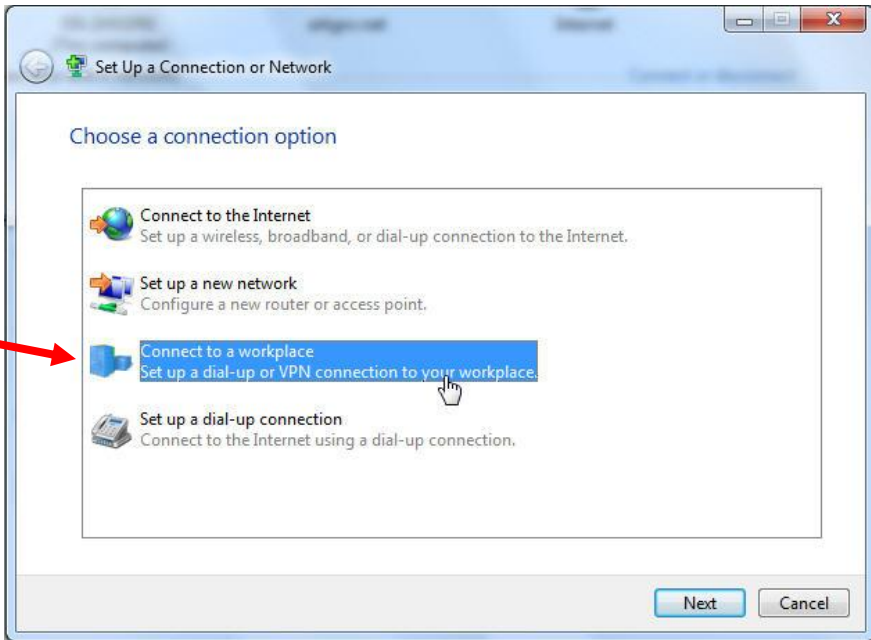 Set Up a Connection or Network
Choose a connection option
Connect to the Internet
Set up a wireless, broadband, or dial-up connection to the Internet.
Set up a new network
Configure a new router or access point.
Connect to a workplace
Set up a dial-up or VPN connection to your workplace.
Set up a dial-up connection
Connect to the Internet using a dial-up connection.
Next
Cancel